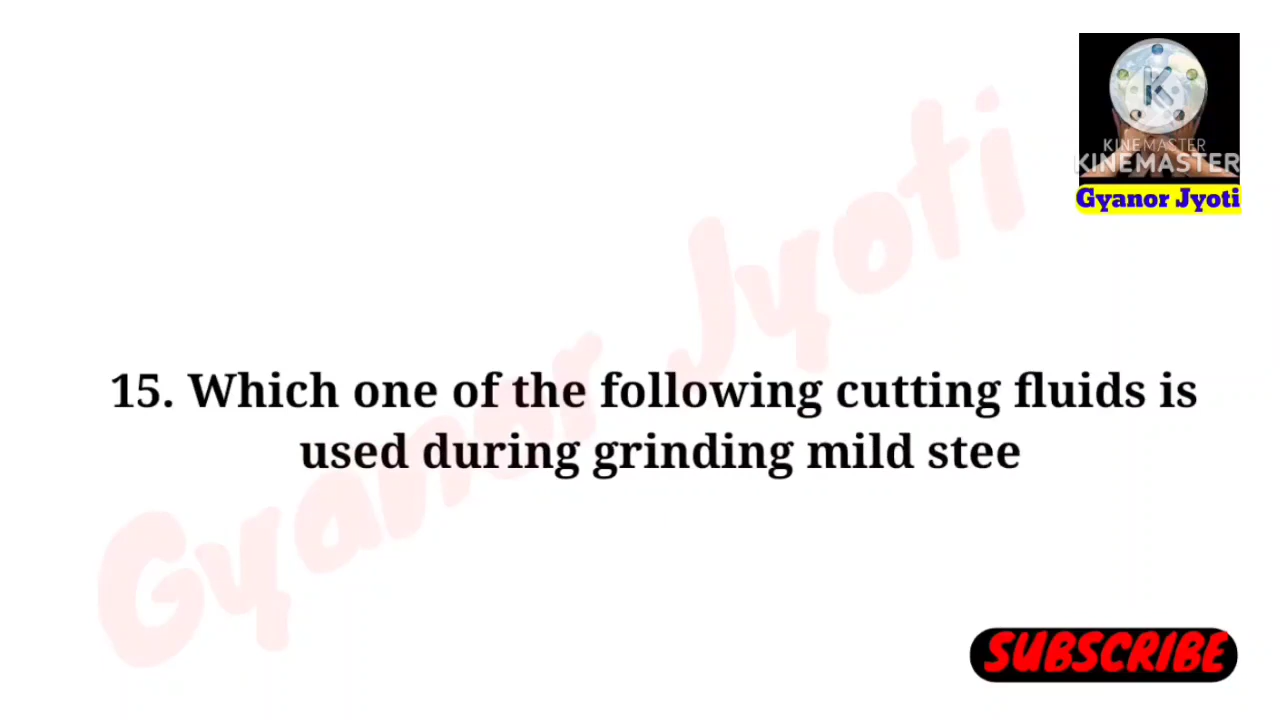 KINEMASTER
KINEMASTER
Gyanor Jyoti
Gyanor Jyoti
15. Which one of the following cutting fluids is
used during grinding mild stee
SUBSCRIBE